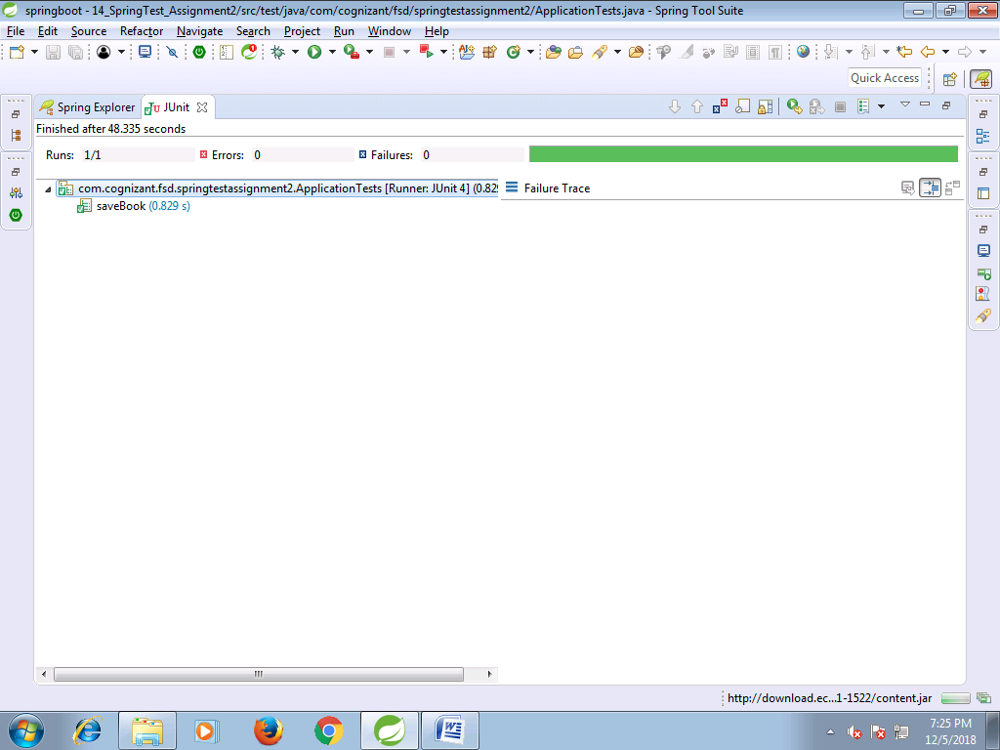 springboot - 14_SpringTest_Assignment2/src/test/java/com/cognizant/fsd/springtestassignment2/ApplicationTests.java - Spring Tool Suite
File Edit Source Refactor Navigate Search Project Run Window Help
Quick Access
Spring Explorer JUnit
Finished after 48.335 seconds
Runs: 1/1 Errors: 0 Failures: 0
com.cognizant.fsd.springtestassignment2.ApplicationTests [Runner: JUnit 4] (0.829 Failure Trace
saveBook (0.829 s)
http://download.ec...1-1522/content.jar
7:25 PM
12/5/2018